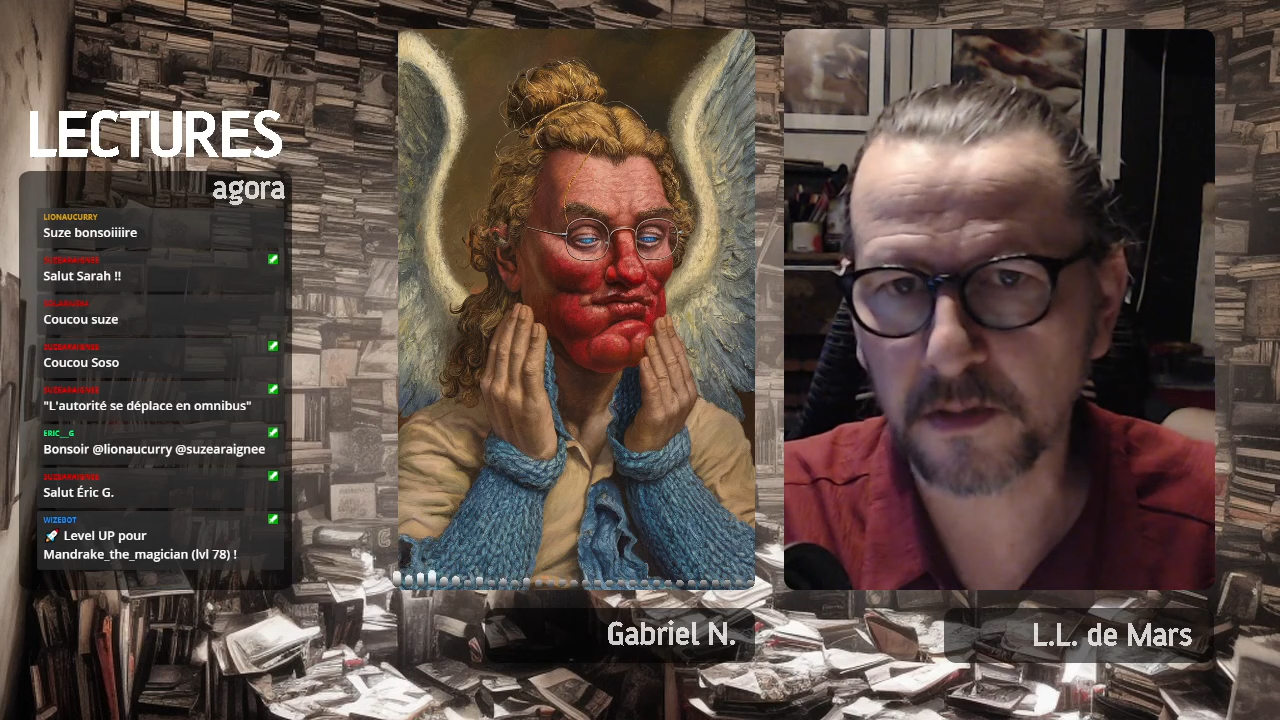 LECTURES
agora
LIONAUCURRY
Suze bonsoiiiire
Salut Sarah !!
Coucou suze
Coucou Soso
"L'autorité se déplace en omnibus"
ERIC__G
Bonsoir @lionaucurry @suzearaignee
Salut Éric G.
WIZEBOT
🚀 Level UP pour
Mandrake_the_magician (lvl 78) !
Gabriel N.
L.L. de Mars